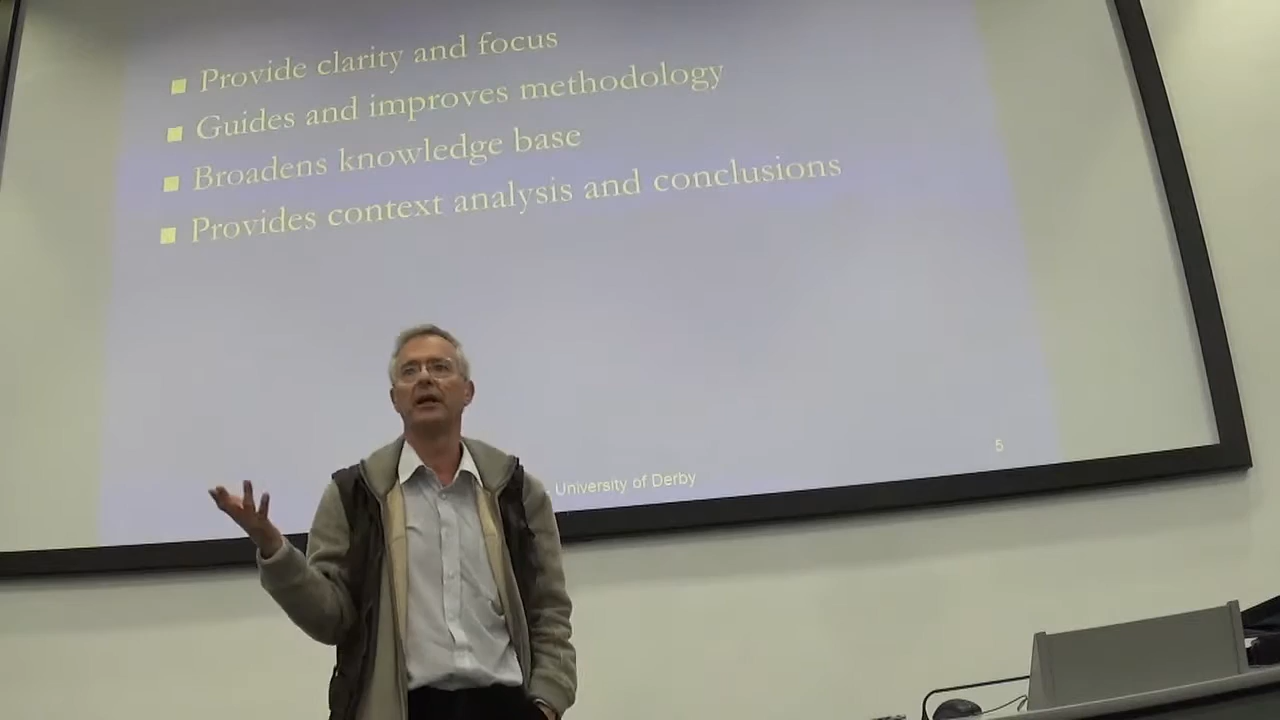 Provide clarity and focus
Guides and improves methodology
Broadens knowledge base
Provides context analysis and conclusions
University of Derby
5